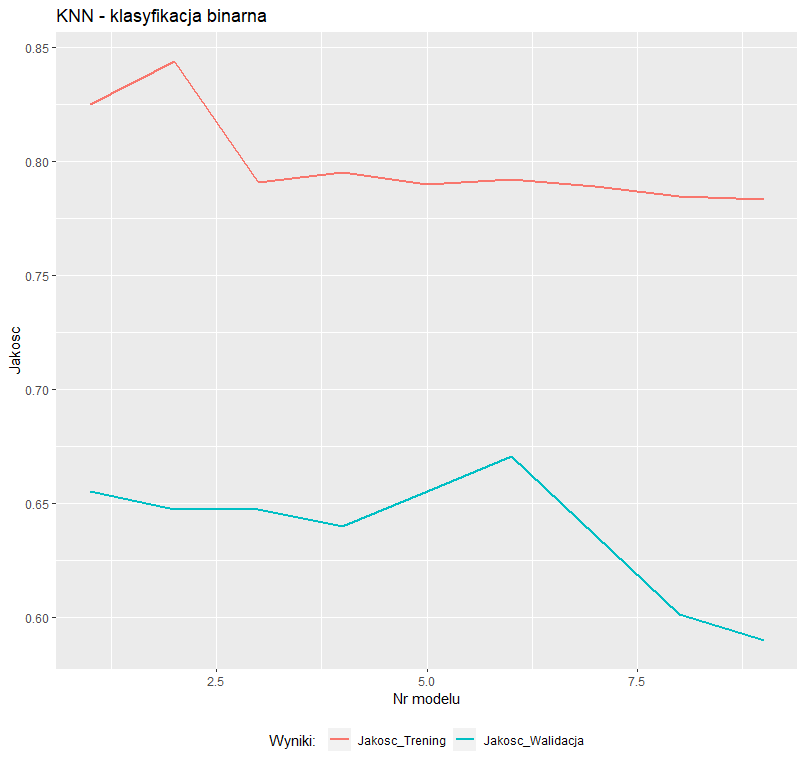 KNN - klasyfikacja binarna
Jakosc
0.85
0.80
0.75
0.70
0.65
0.60
2.5 5.0 7.5
Nr modelu
Wyniki: Jakosc_Trening Jakosc_Walidacja